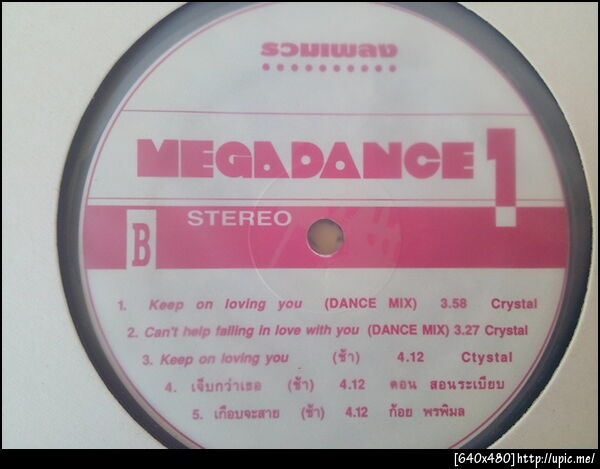 รวมเพลง
MEGADANCE 1
B STEREO
1. Keep on loving you (DANCE MIX) 3.58 Crystal
2. Can't help falling in love with you (DANCE MIX) 3.27 Crystal
3. Keep on loving you (ช้า) 4.12 Ctystal
4. เจ็บกว่าเธอ (ช้า) 4.12 ดอน สอนระเบียบ
5. เกือบจะสาย (ช้า) 4.12 ก้อย พรพิมล
[640x480]http://upic.me/